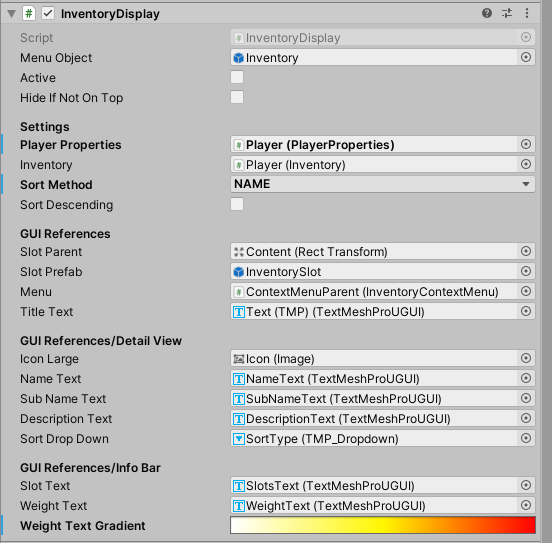 InventoryDisplay
Script InventoryDisplay
Menu Object Inventory
Active
Hide If Not On Top
Settings
Player Properties Player (PlayerProperties)
Inventory Player (Inventory)
Sort Method NAME
Sort Descending
GUI References
Slot Parent Content (Rect Transform)
Slot Prefab InventorySlot
Menu ContextMenuParent (InventoryContextMenu)
Title Text Text (TMP) (TextMeshProUGUI)
GUI References/Detail View
Icon Large Icon (Image)
Name Text NameText (TextMeshProUGUI)
Sub Name Text SubNameText (TextMeshProUGUI)
Description Text DescriptionText (TextMeshProUGUI)
Sort Drop Down SortType (TMP_Dropdown)
GUI References/Info Bar
Slot Text SlotsText (TextMeshProUGUI)
Weight Text WeightText (TextMeshProUGUI)
Weight Text Gradient